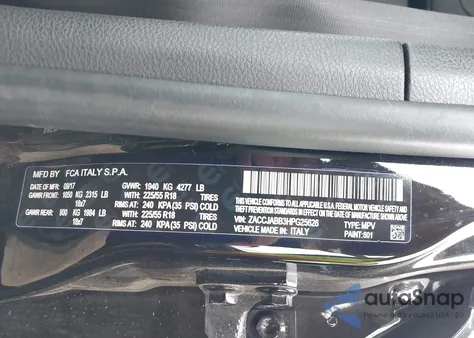 MFD BY FCA ITALY S.P.A.
DATE: 09/17 GVWR: 1940 KG 4277 LB
GAWR FRONT: 1050 KG 2315 LB WITH 225/55 R18 TIRES
18x7 RIMS AT: 240 KPA(35 PSI) COLD
GAWR REAR: 900 KG 1984 LB WITH 225/55 R18 TIRES
18x7 RIMS AT: 240 KPA(35 PSI) COLD
THIS VEHICLE CONFORMS TO ALL APPLICABLE U.S.A. FEDERAL MOTOR
VEHICLE SAFETY, BUMPER AND THEFT PREVENTION STANDARDS IN EFFECT ON THE DATE OF MANUFACTURE SHOWN ABOVE.
VIN: ZACCJABB3HPG25826 TYPE: MPV
VEHICLE MADE IN: ITALY PAINT: 601
autoSnap